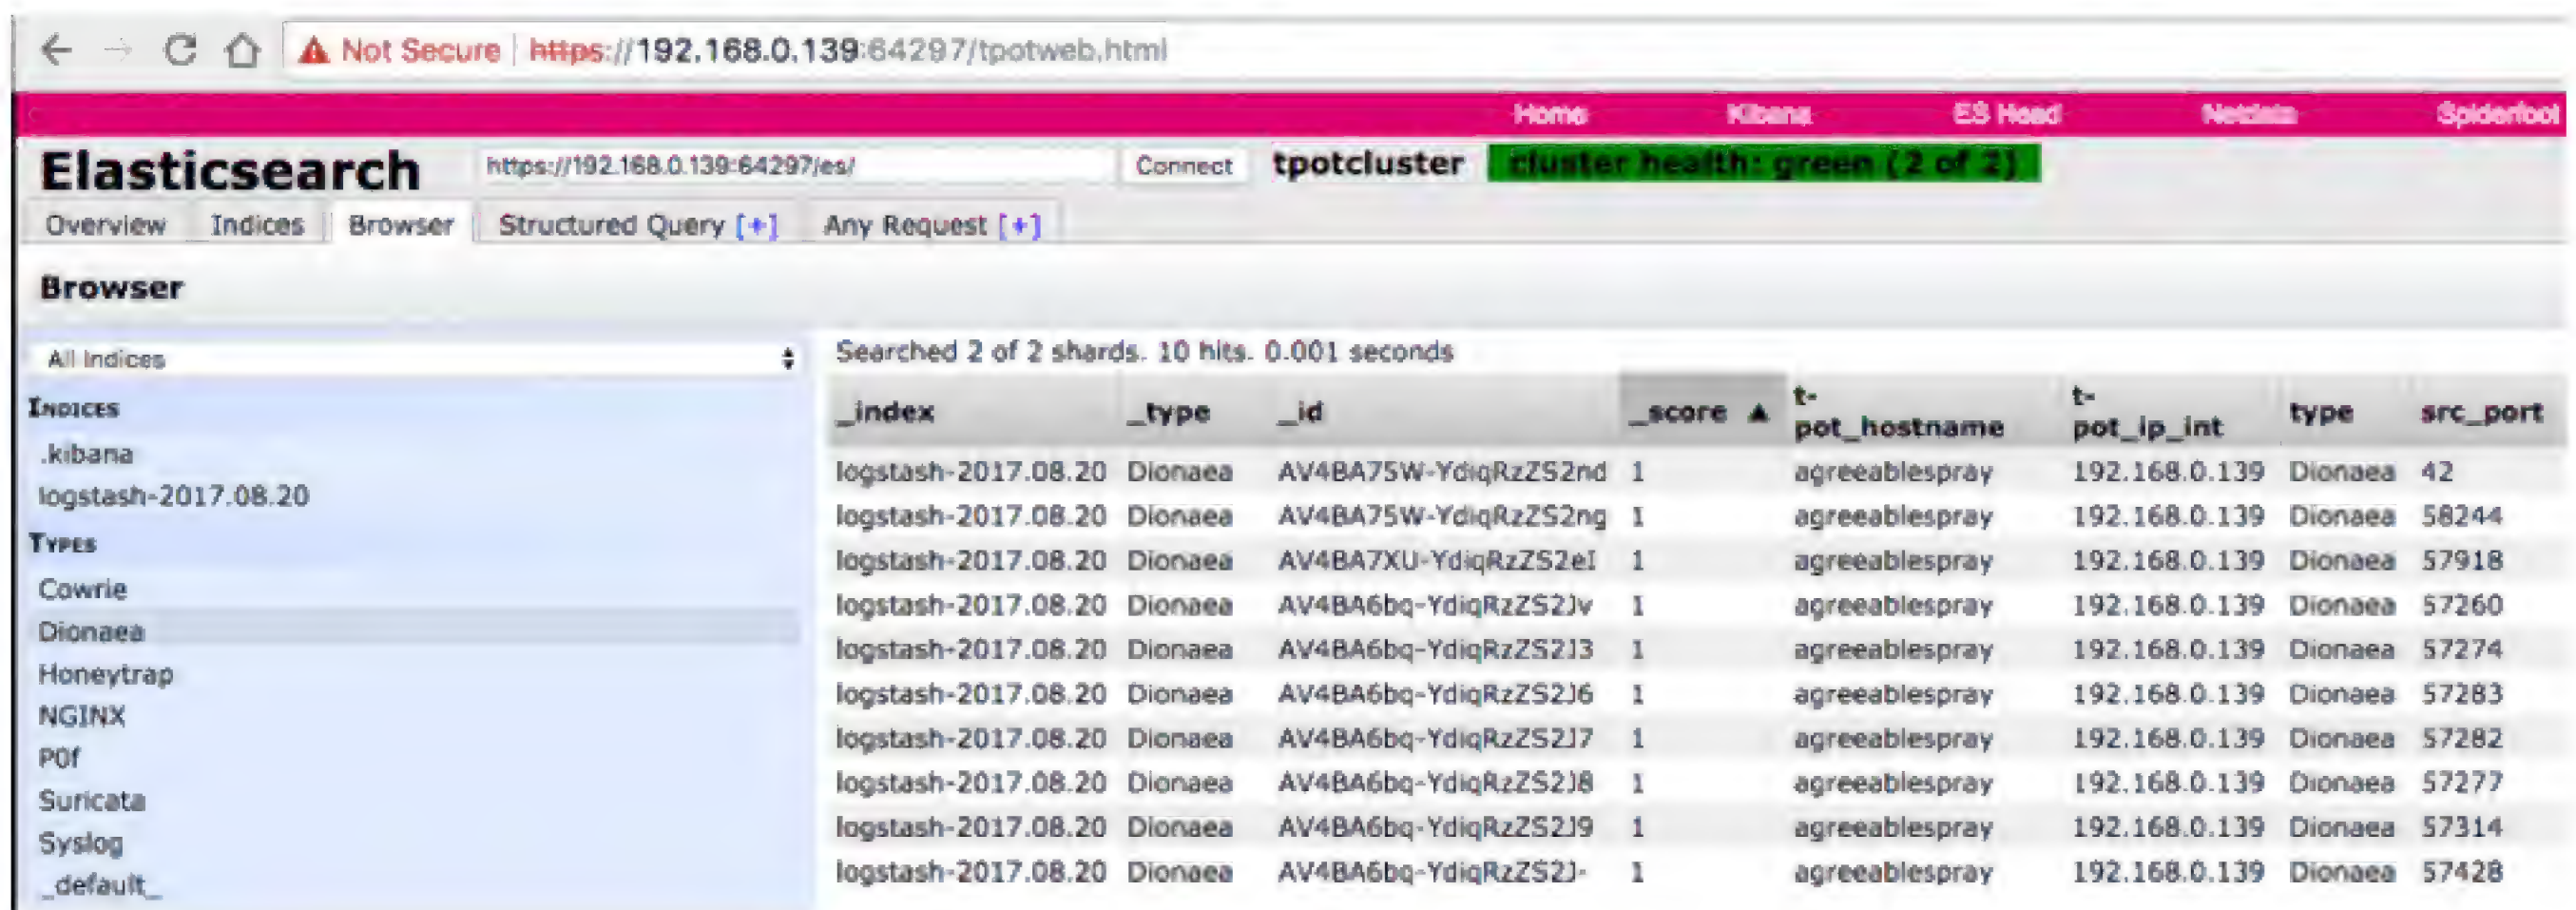 Not Secure https://192.168.0.139:64297/tpotweb.html
Home Kibana ES Head Netdata Spiderfoot
Elasticsearch https://192.168.0.139:64297/es/ Connect tpotcluster cluster health: green (2 of 2)
Overview Indices Browser Structured Query [+] Any Request [+]
Browser
All Indices
INDICES
.kibana
logstash-2017.08.20
TYPES
Cowrie
Dionaea
Honeytrap
NGINX
P0f
Suricata
Syslog
_default_
Searched 2 of 2 shards. 10 hits. 0.001 seconds
_index _type _id _score ▲ t-pot_hostname t-pot_ip_int type src_port
logstash-2017.08.20 Dionaea AV4BA75W-YdiqRzZS2nd 1 agreeablespray 192.168.0.139 Dionaea 42
logstash-2017.08.20 Dionaea AV4BA75W-YdiqRzZS2ng 1 agreeablespray 192.168.0.139 Dionaea 58244
logstash-2017.08.20 Dionaea AV4BA7XU-YdiqRzZS2eI 1 agreeablespray 192.168.0.139 Dionaea 57918
logstash-2017.08.20 Dionaea AV4BA6bq-YdiqRzZS2Jv 1 agreeablespray 192.168.0.139 Dionaea 57260
logstash-2017.08.20 Dionaea AV4BA6bq-YdiqRzZS2J3 1 agreeablespray 192.168.0.139 Dionaea 57274
logstash-2017.08.20 Dionaea AV4BA6bq-YdiqRzZS2J6 1 agreeablespray 192.168.0.139 Dionaea 57283
logstash-2017.08.20 Dionaea AV4BA6bq-YdiqRzZS2J7 1 agreeablespray 192.168.0.139 Dionaea 57282
logstash-2017.08.20 Dionaea AV4BA6bq-YdiqRzZS2J8 1 agreeablespray 192.168.0.139 Dionaea 57277
logstash-2017.08.20 Dionaea AV4BA6bq-YdiqRzZS2J9 1 agreeablespray 192.168.0.139 Dionaea 57314
logstash-2017.08.20 Dionaea AV4BA6bq-YdiqRzZS2J- 1 agreeablespray 192.168.0.139 Dionaea 57428